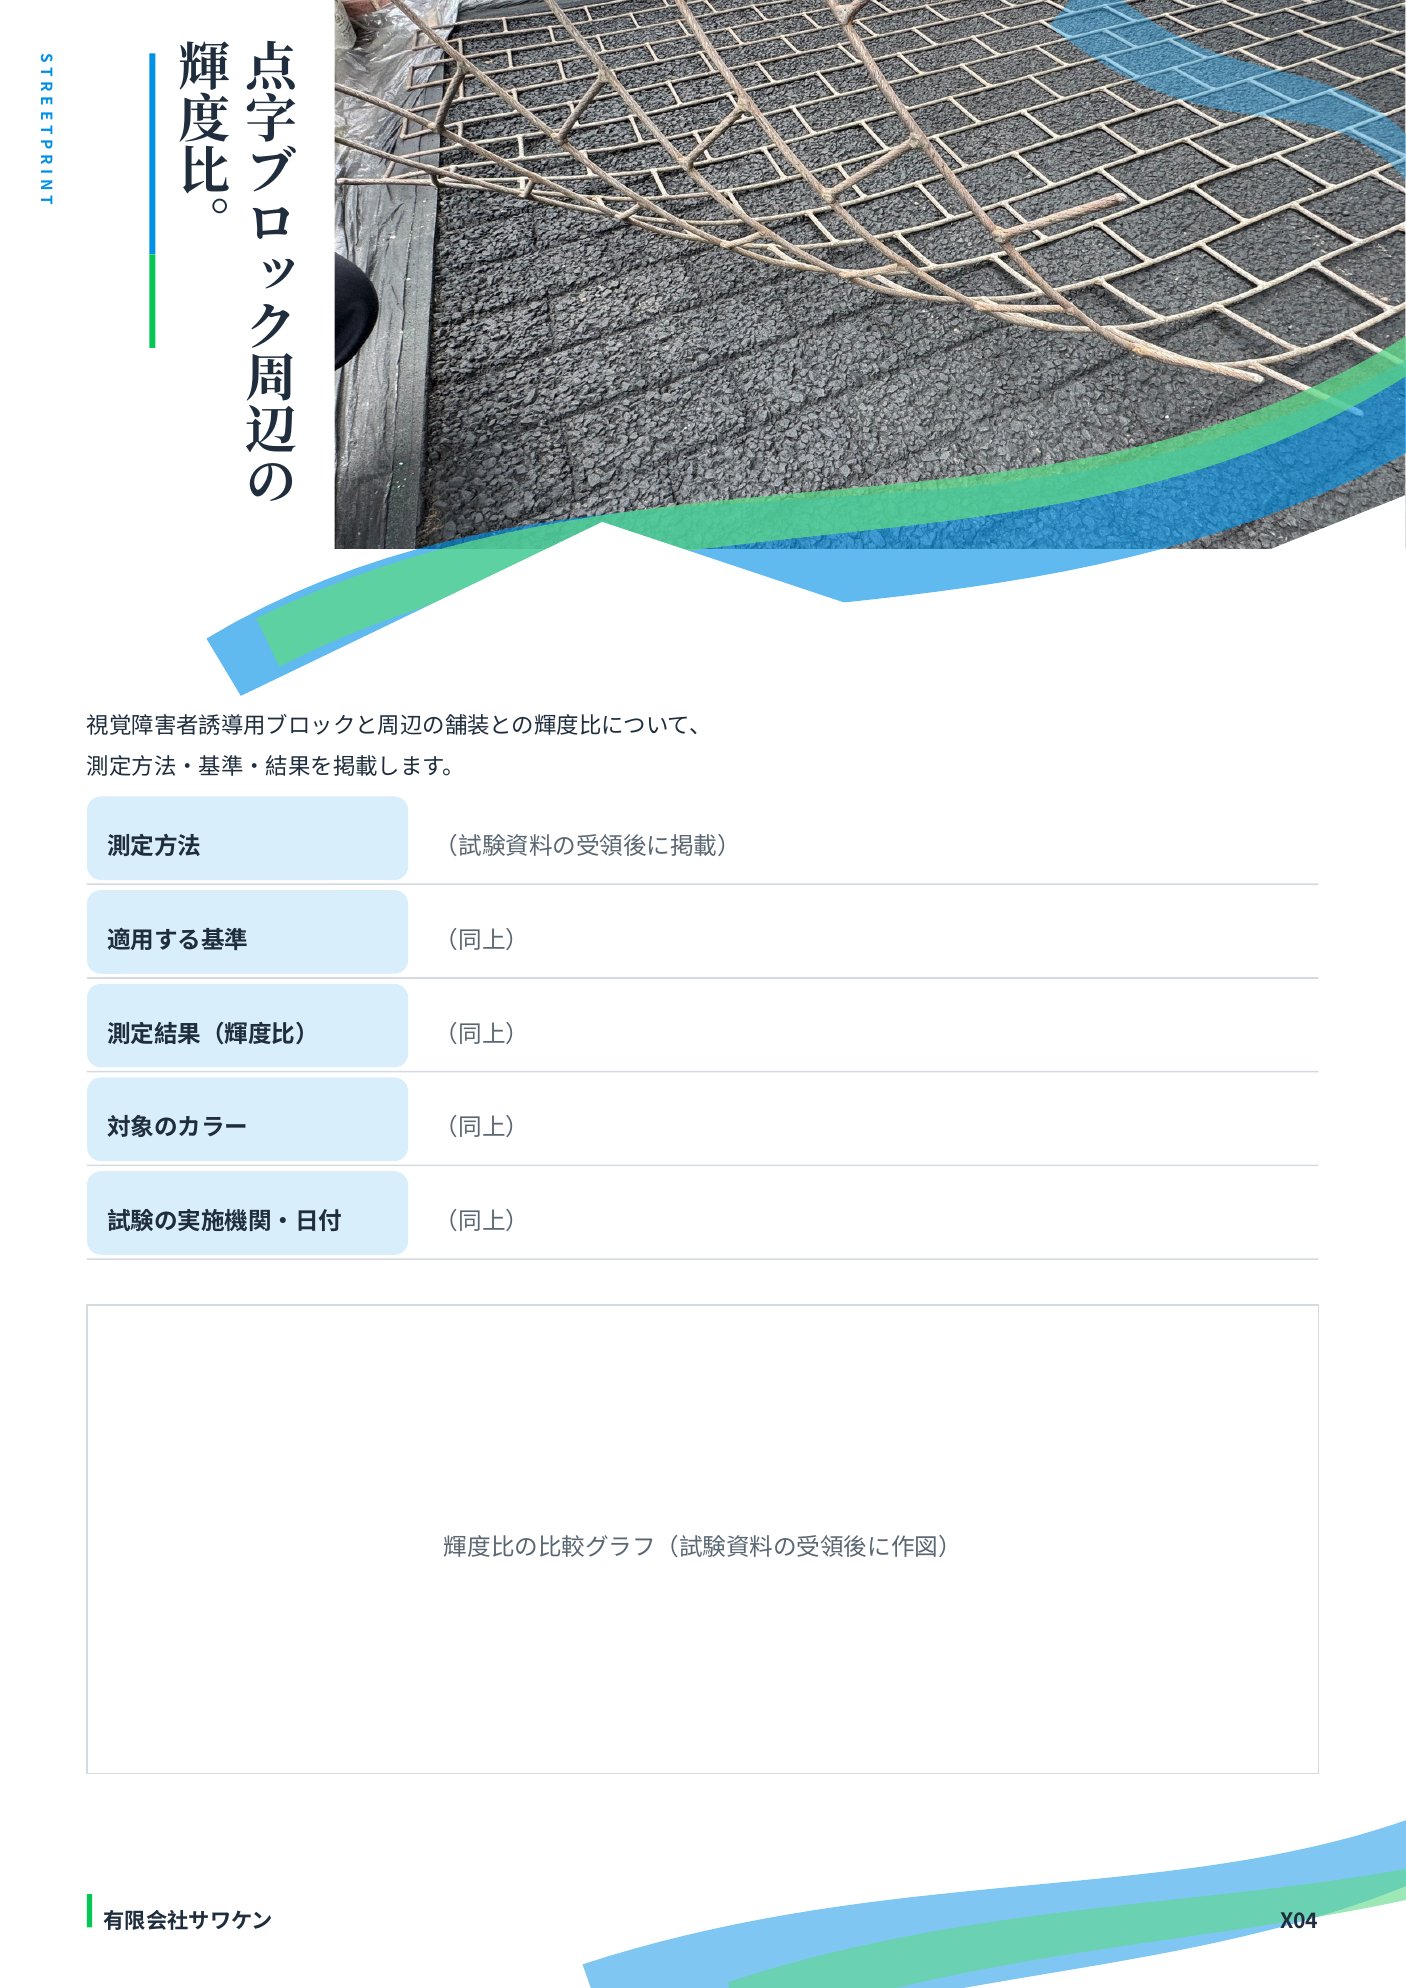 STREETPRINT
点字ブロック周辺の
輝度比。
視覚障害者誘導用ブロックと周辺の舗装との輝度比について、
測定方法・基準・結果を掲載します。
測定方法
（試験資料の受領後に掲載）
適用する基準
（同上）
測定結果（輝度比）
（同上）
対象のカラー
（同上）
試験の実施機関・日付
（同上）
輝度比の比較グラフ（試験資料の受領後に作図）
有限会社サワケン
X04